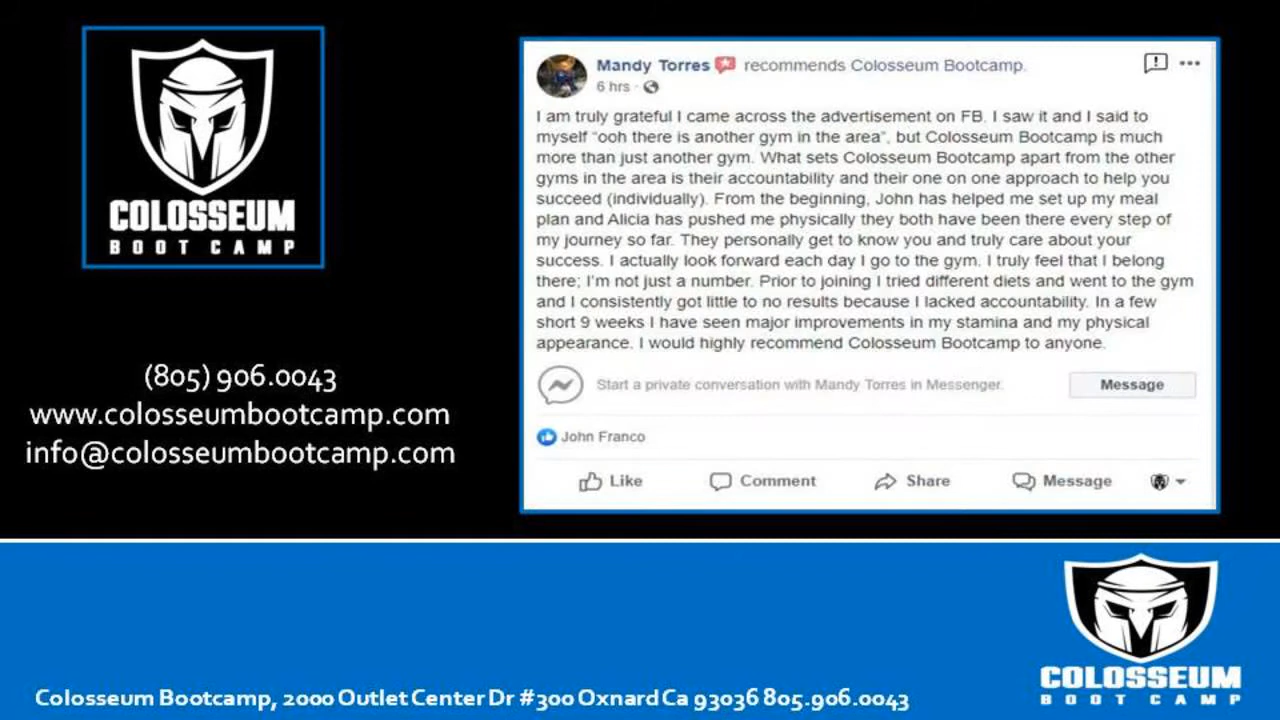 COLOSSEUM
BOOT CAMP
(805) 906.0043
www.colosseumbootcamp.com
info@colosseumbootcamp.com
Mandy Torres recommends Colosseum Bootcamp.
6 hrs ·
I am truly grateful I came across the advertisement on FB. I saw it and I said to
myself “ooh there is another gym in the area”, but Colosseum Bootcamp is much
more than just another gym. What sets Colosseum Bootcamp apart from the other
gyms in the area is their accountability and their one on one approach to help you
succeed (individually). From the beginning, John has helped me set up my meal
plan and Alicia has pushed me physically they both have been there every step of
my journey so far. They personally get to know you and truly care about your
success. I actually look forward each day I go to the gym. I truly feel that I belong
there; I'm not just a number. Prior to joining I tried different diets and went to the gym
and I consistently got little to no results because I lacked accountability. In a few
short 9 weeks I have seen major improvements in my stamina and my physical
appearance. I would highly recommend Colosseum Bootcamp to anyone.
Start a private conversation with Mandy Torres in Messenger.
Message
John Franco
Like Comment Share Message
Colosseum Bootcamp, 2000 Outlet Center Dr #300 Oxnard Ca 93036 805.906.0043
COLOSSEUM
BOOT CAMP